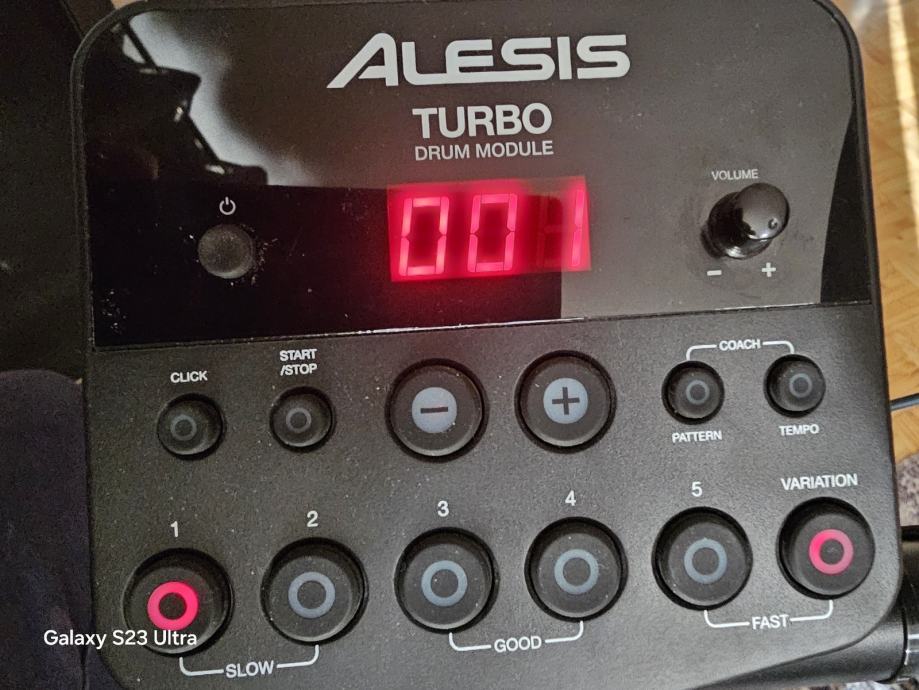 ALESIS
TURBO
DRUM MODULE
001
VOLUME
- +
CLICK
START
/STOP
- +
COACH
PATTERN
TEMPO
1 2 3 4 5 VARIATION
SLOW GOOD FAST
Galaxy S23 Ultra